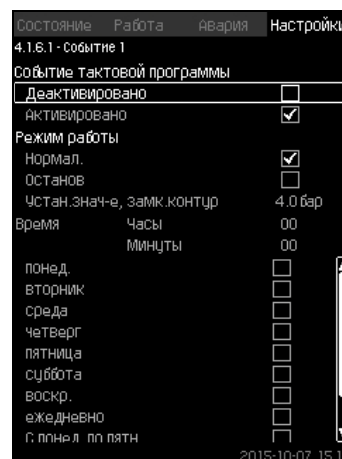 Состояние Работа Авария Настройки
4.1.6.1 - Событие 1
Событие тактовой программы
Деактивировано
Активировано
Режим работы
Нормал.
Останов
Устан.знач-е, замк.контур 4.0 бар
Время Часы 00
Минуты 00
понед.
вторник
среда
четверг
пятница
суббота
воскр.
ежедневно
С понед. по пятн
2015-10-07 15:1